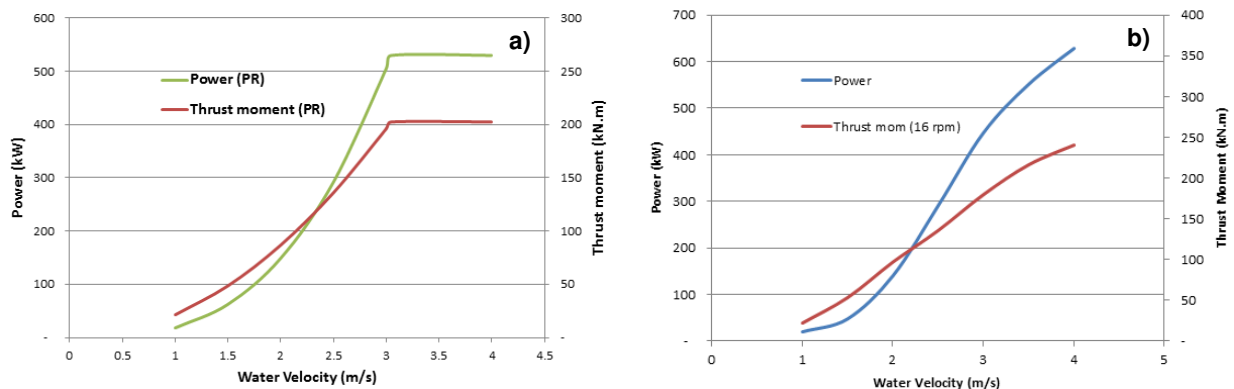 a)
600
500
400
300
200
100
-
Power (kW)
300
250
200
150
100
50
-
Thrust moment (kN.m)
Power (PR)
Thrust moment (PR)
0 0.5 1 1.5 2 2.5 3 3.5 4 4.5
Water Velocity (m/s)
b)
700
600
500
400
300
200
100
-
Power (kW)
400
350
300
250
200
150
100
50
-
Thrust Moment (kN.m)
Power
Thrust mom (16 rpm)
0 1 2 3 4 5
Water Velocity (m/s)